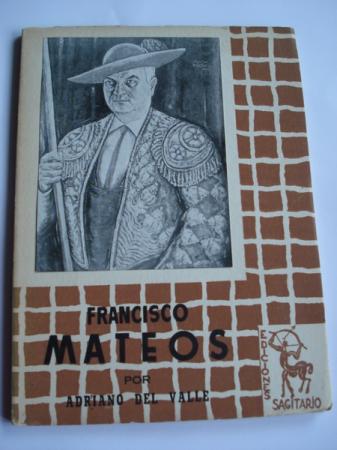 FRANCISCO
MATEOS
POR
ADRIANO DEL VALLE
EDICIONES
SAGITARIO